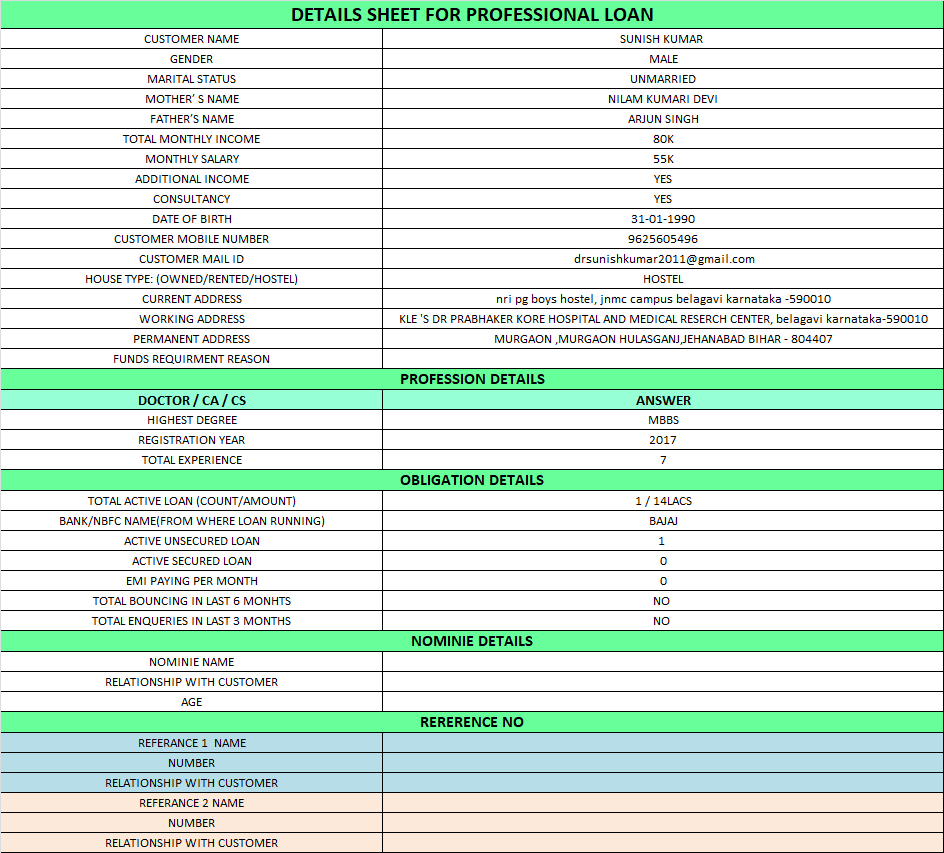 DETAILS SHEET FOR PROFESSIONAL LOAN
CUSTOMER NAME SUNISH KUMAR
GENDER MALE
MARITAL STATUS UNMARRIED
MOTHER' S NAME NILAM KUMARI DEVI
FATHER'S NAME ARJUN SINGH
TOTAL MONTHLY INCOME 80K
MONTHLY SALARY 55K
ADDITIONAL INCOME YES
CONSULTANCY YES
DATE OF BIRTH 31-01-1990
CUSTOMER MOBILE NUMBER 9625605496
CUSTOMER MAIL ID drsunishkumar2011@gmail.com
HOUSE TYPE: (OWNED/RENTED/HOSTEL) HOSTEL
CURRENT ADDRESS nri pg boys hostel, jnmc campus belagavi karnataka -590010
WORKING ADDRESS KLE 'S DR PRABHAKER KORE HOSPITAL AND MEDICAL RESERCH CENTER, belagavi karnataka-590010
PERMANENT ADDRESS MURGAON ,MURGAON HULASGANJ,JEHANABAD BIHAR - 804407
FUNDS REQUIRMENT REASON
PROFESSION DETAILS
DOCTOR / CA / CS ANSWER
HIGHEST DEGREE MBBS
REGISTRATION YEAR 2017
TOTAL EXPERIENCE 7
OBLIGATION DETAILS
TOTAL ACTIVE LOAN (COUNT/AMOUNT) 1 / 14LACS
BANK/NBFC NAME(FROM WHERE LOAN RUNNING) BAJAJ
ACTIVE UNSECURED LOAN 1
ACTIVE SECURED LOAN 0
EMI PAYING PER MONTH 0
TOTAL BOUNCING IN LAST 6 MONHTS NO
TOTAL ENQUERIES IN LAST 3 MONTHS NO
NOMINIE DETAILS
NOMINIE NAME
RELATIONSHIP WITH CUSTOMER
AGE
RERERENCE NO
REFERANCE 1  NAME
NUMBER
RELATIONSHIP WITH CUSTOMER
REFERANCE 2 NAME
NUMBER
RELATIONSHIP WITH CUSTOMER